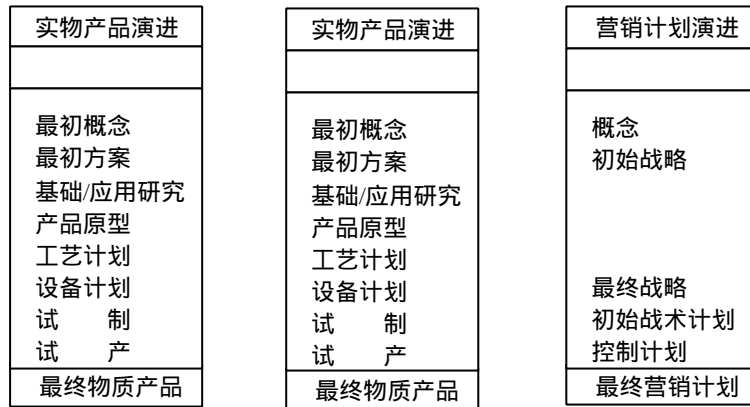 实物产品演进
最初概念
最初方案
基础/应用研究
产品原型
工艺计划
设备计划
试 制
试 产
最终物质产品
实物产品演进
最初概念
最初方案
基础/应用研究
产品原型
工艺计划
设备计划
试 制
试 产
最终物质产品
营销计划演进
概念
初始战略
最终战略
初始战术计划
控制计划
最终营销计划